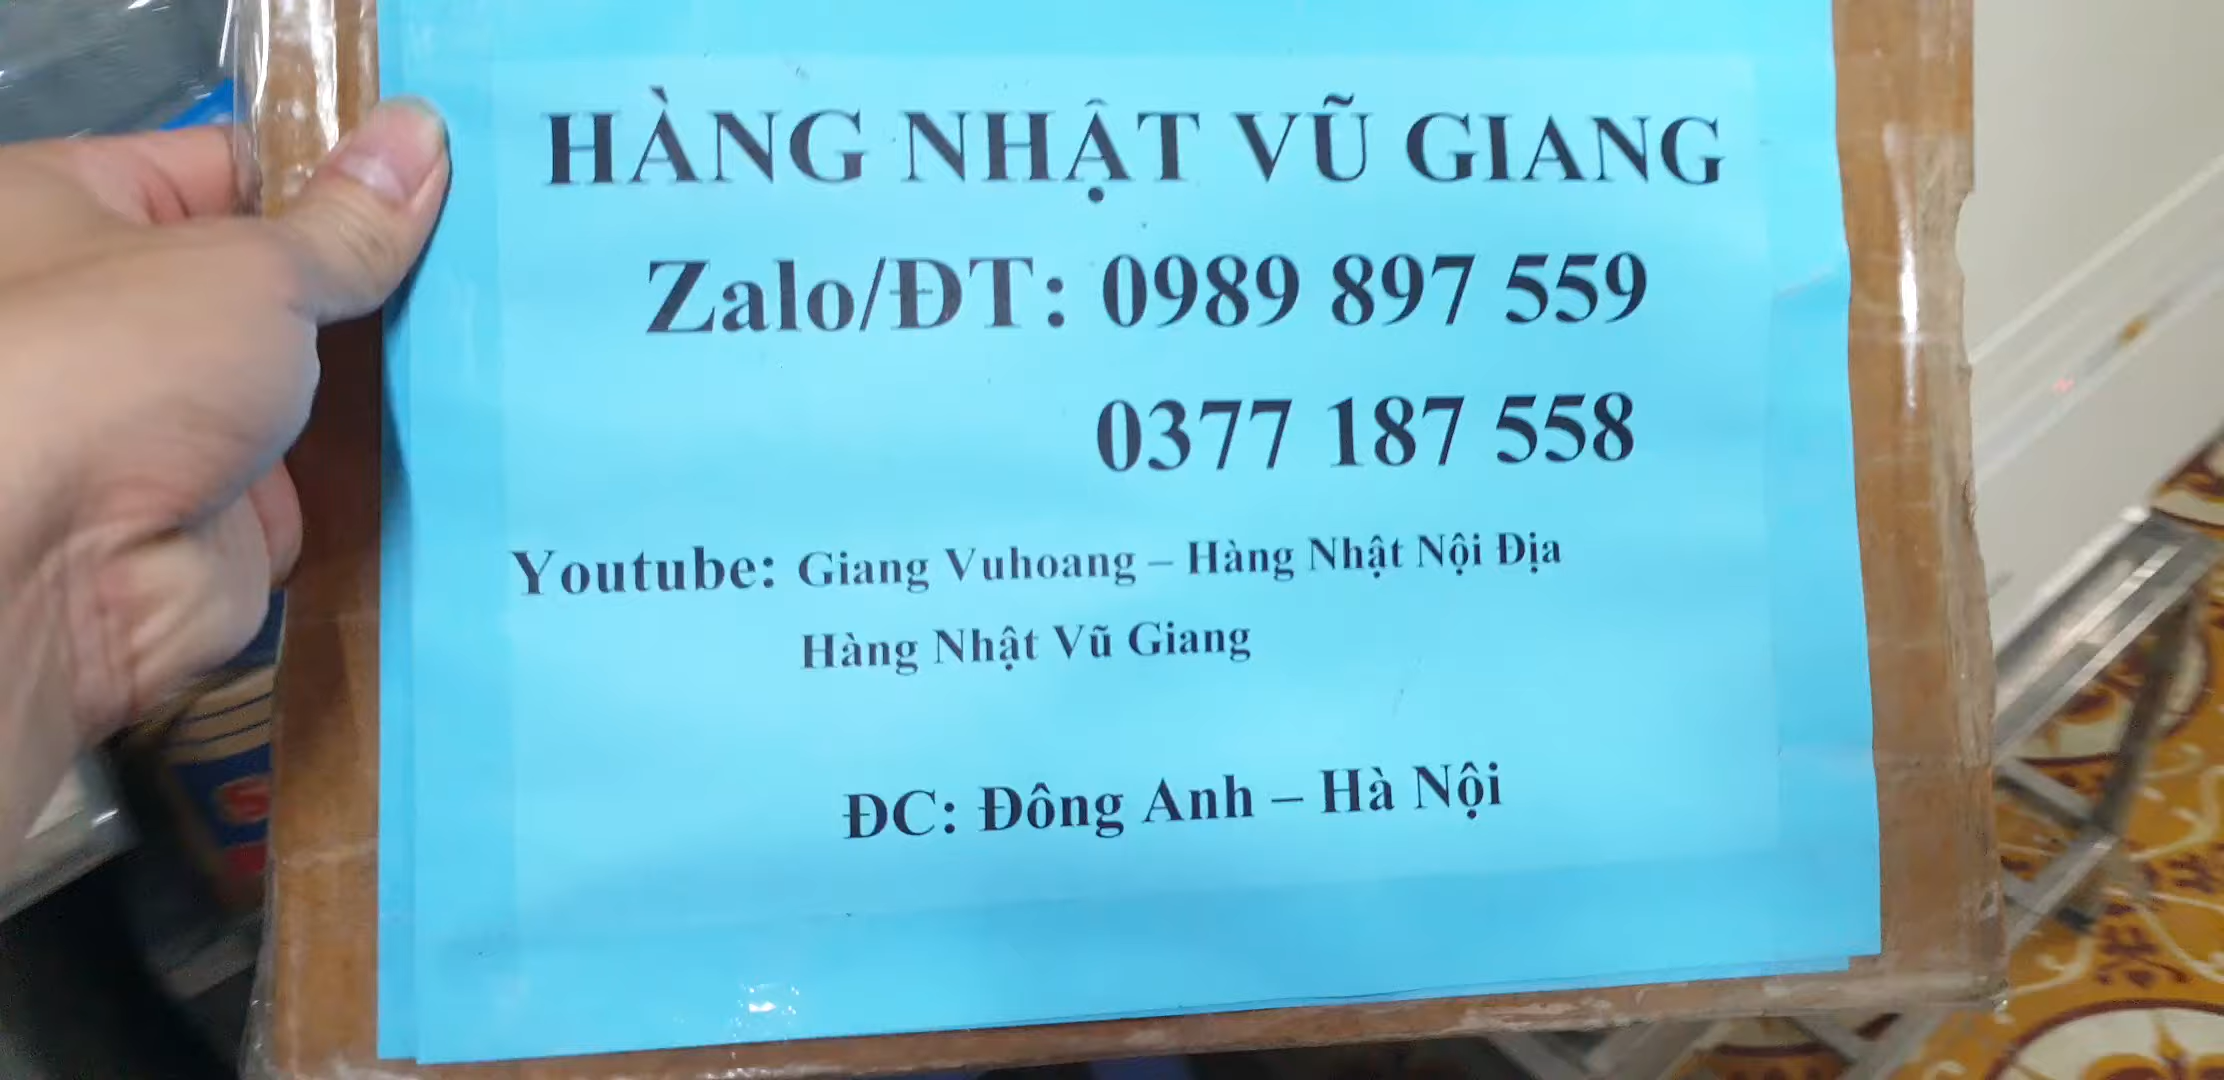 HÀNG NHẬT VŨ GIANG
Zalo/ĐT: 0989 897 559
0377 187 558
Youtube: Giang Vuhoang – Hàng Nhật Nội Địa
Hàng Nhật Vũ Giang
ĐC: Đông Anh – Hà Nội